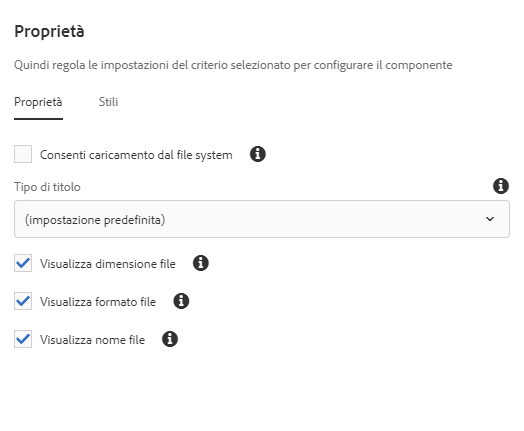 Proprietà
Quindi regola le impostazioni del criterio selezionato per configurare il componente
Proprietà Stili
Consenti caricamento dal file system
Tipo di titolo
(impostazione predefinita)
Visualizza dimensione file
Visualizza formato file
Visualizza nome file